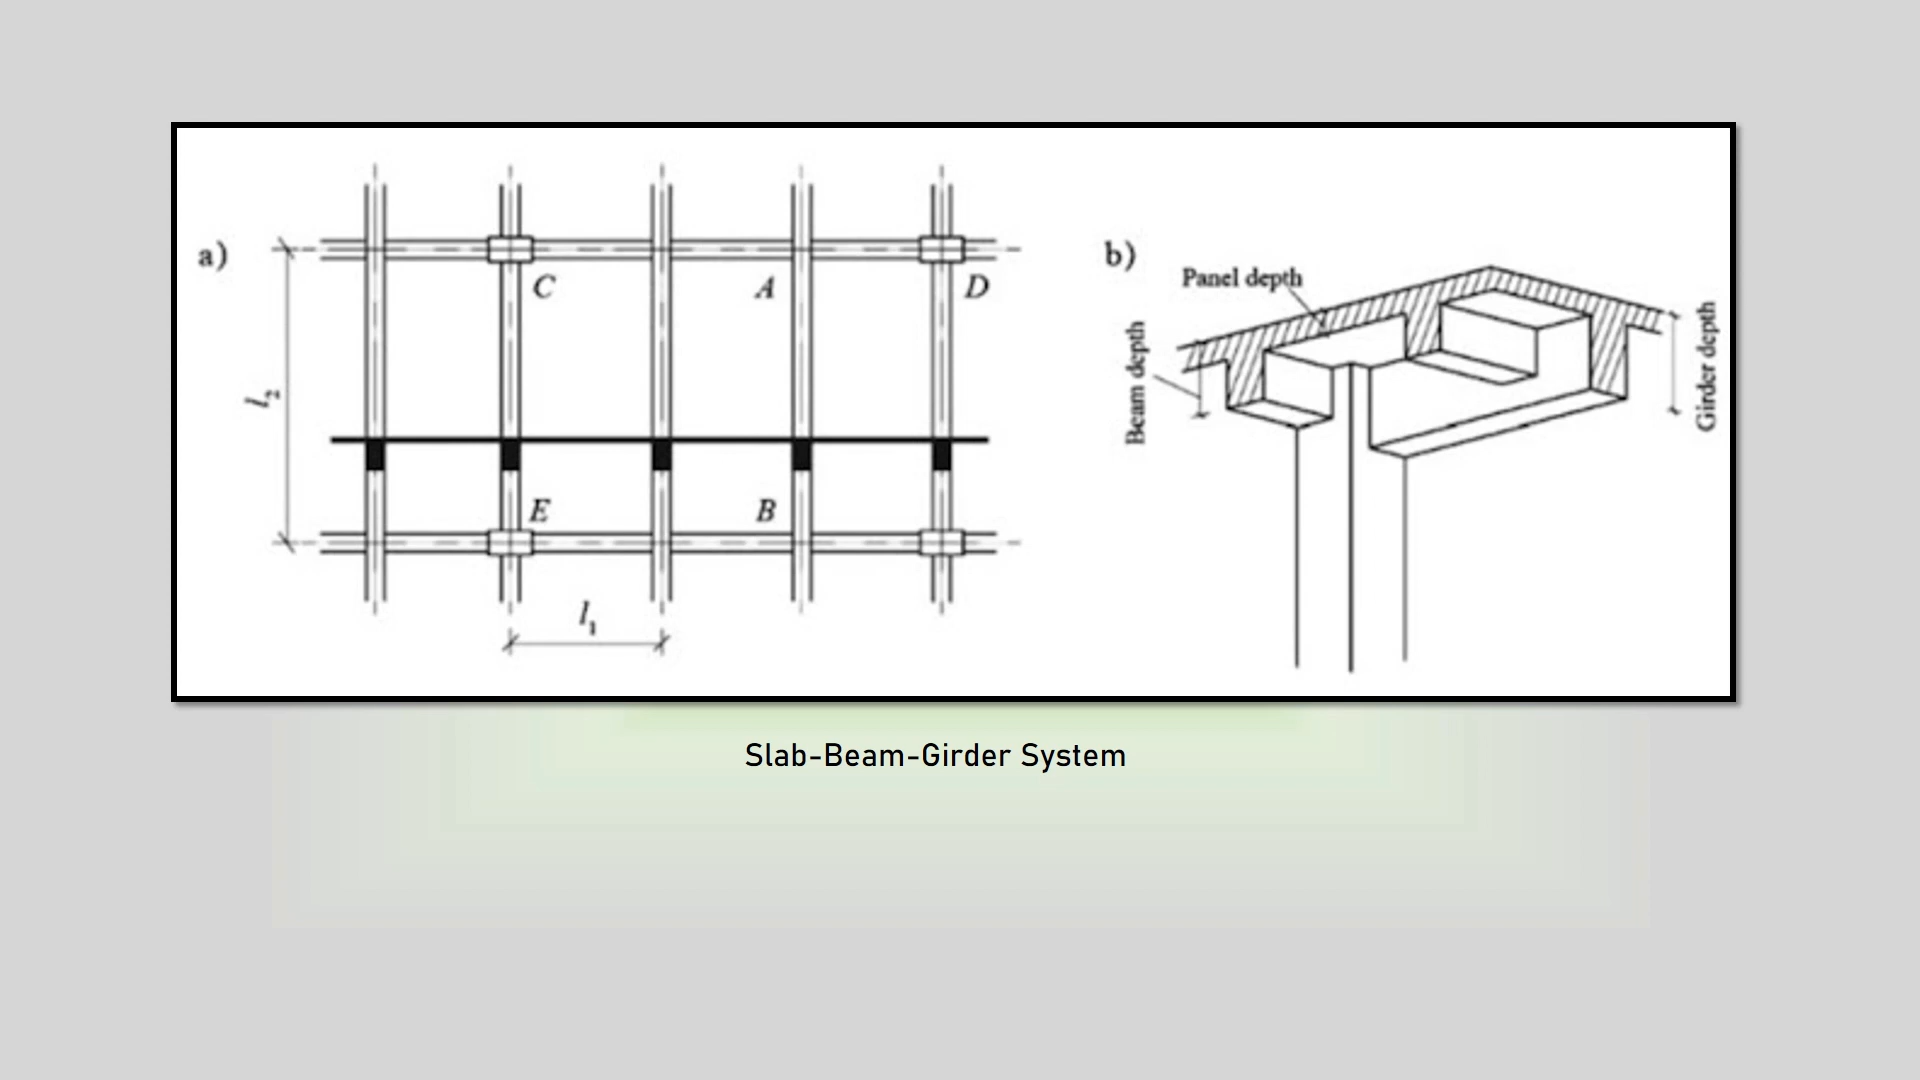 a)
C
A
D
l2
E
B
l1
b)
Panel depth
Beam depth
Girder depth
Slab-Beam-Girder System